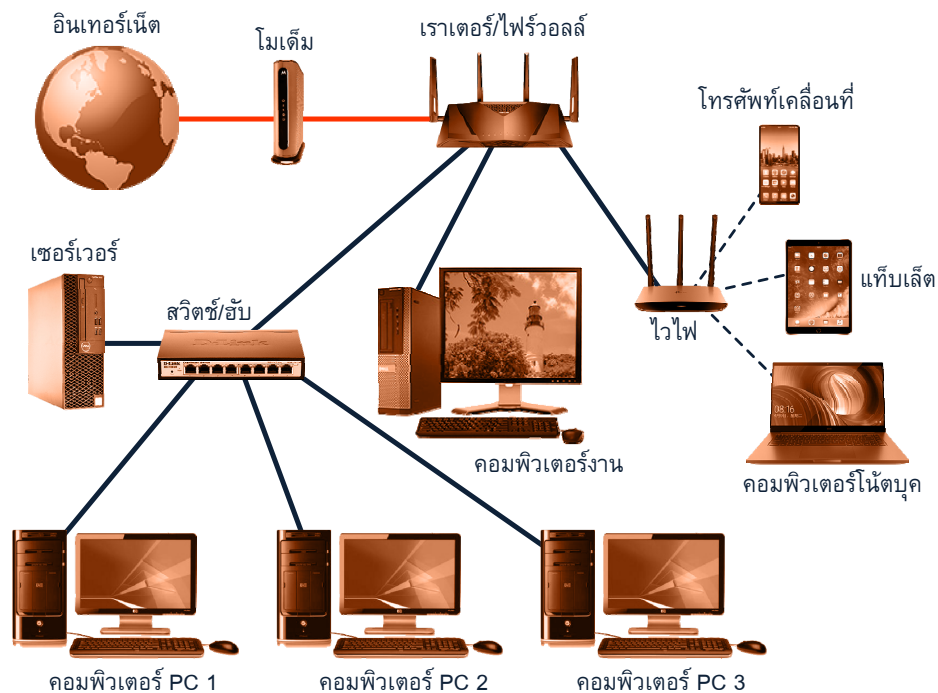 อินเทอร์เน็ต
โมเด็ม
เราเตอร์/ไฟร์วอลล์
โทรศัพท์เคลื่อนที่
เซอร์เวอร์
สวิตช์/ฮับ
แท็บเล็ต
ไวไฟ
D-Link
D-Link
08:16
คอมพิวเตอร์งาน
คอมพิวเตอร์โน้ตบุค
คอมพิวเตอร์ PC 1
คอมพิวเตอร์ PC 2
คอมพิวเตอร์ PC 3